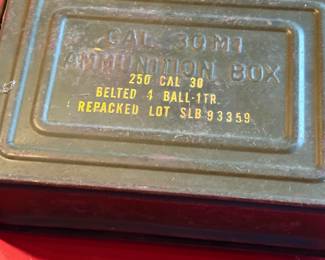 CAL .30 M1
AMMUNITION BOX
250 CAL 30
BELTED 4 BALL-1TR.
REPACKED LOT SLB 93359